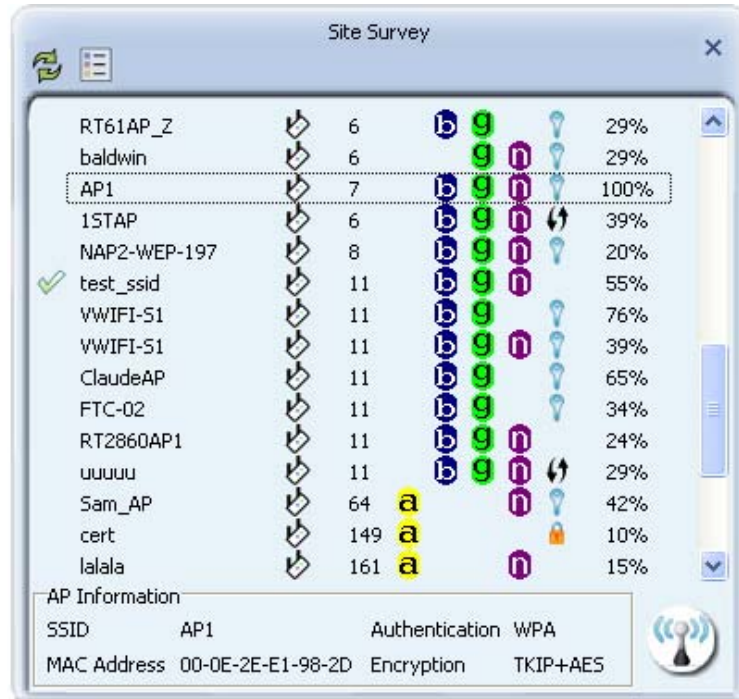 Site Survey
RT61AP_Z 6 b g 29%
baldwin 6 g n 29%
AP1 7 b g n 100%
1STAP 6 b g n 39%
NAP2-WEP-197 8 b g n 20%
test_ssid 11 b g n 55%
VWIFI-S1 11 b g 76%
VWIFI-S1 11 b g n 39%
ClaudeAP 11 b g 65%
FTC-02 11 b g 34%
RT2860AP1 11 b g n 24%
uuuuu 11 b g n 29%
Sam_AP 64 a n 42%
cert 149 a 10%
lalala 161 a n 15%
AP Information
SSID AP1 Authentication WPA
MAC Address 00-0E-2E-E1-98-2D Encryption TKIP+AES